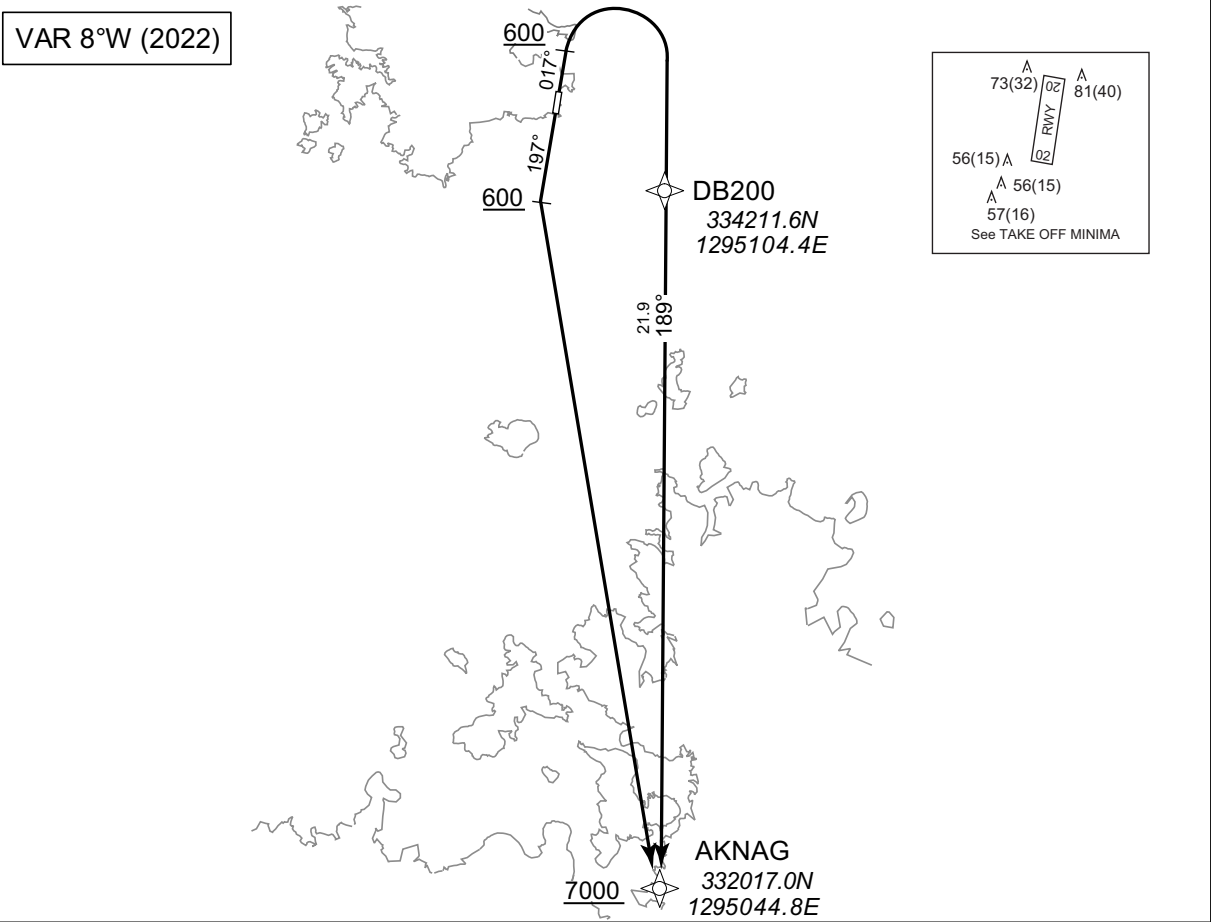 VAR 8°W (2022)
600
017°
197°
600
DB200
334211.6N
1295104.4E
21.9
189°
73(32)
81(40)
20
RWY
02
56(15)
56(15)
57(16)
See TAKE OFF MINIMA
AKNAG
332017.0N
1295044.8E
7000